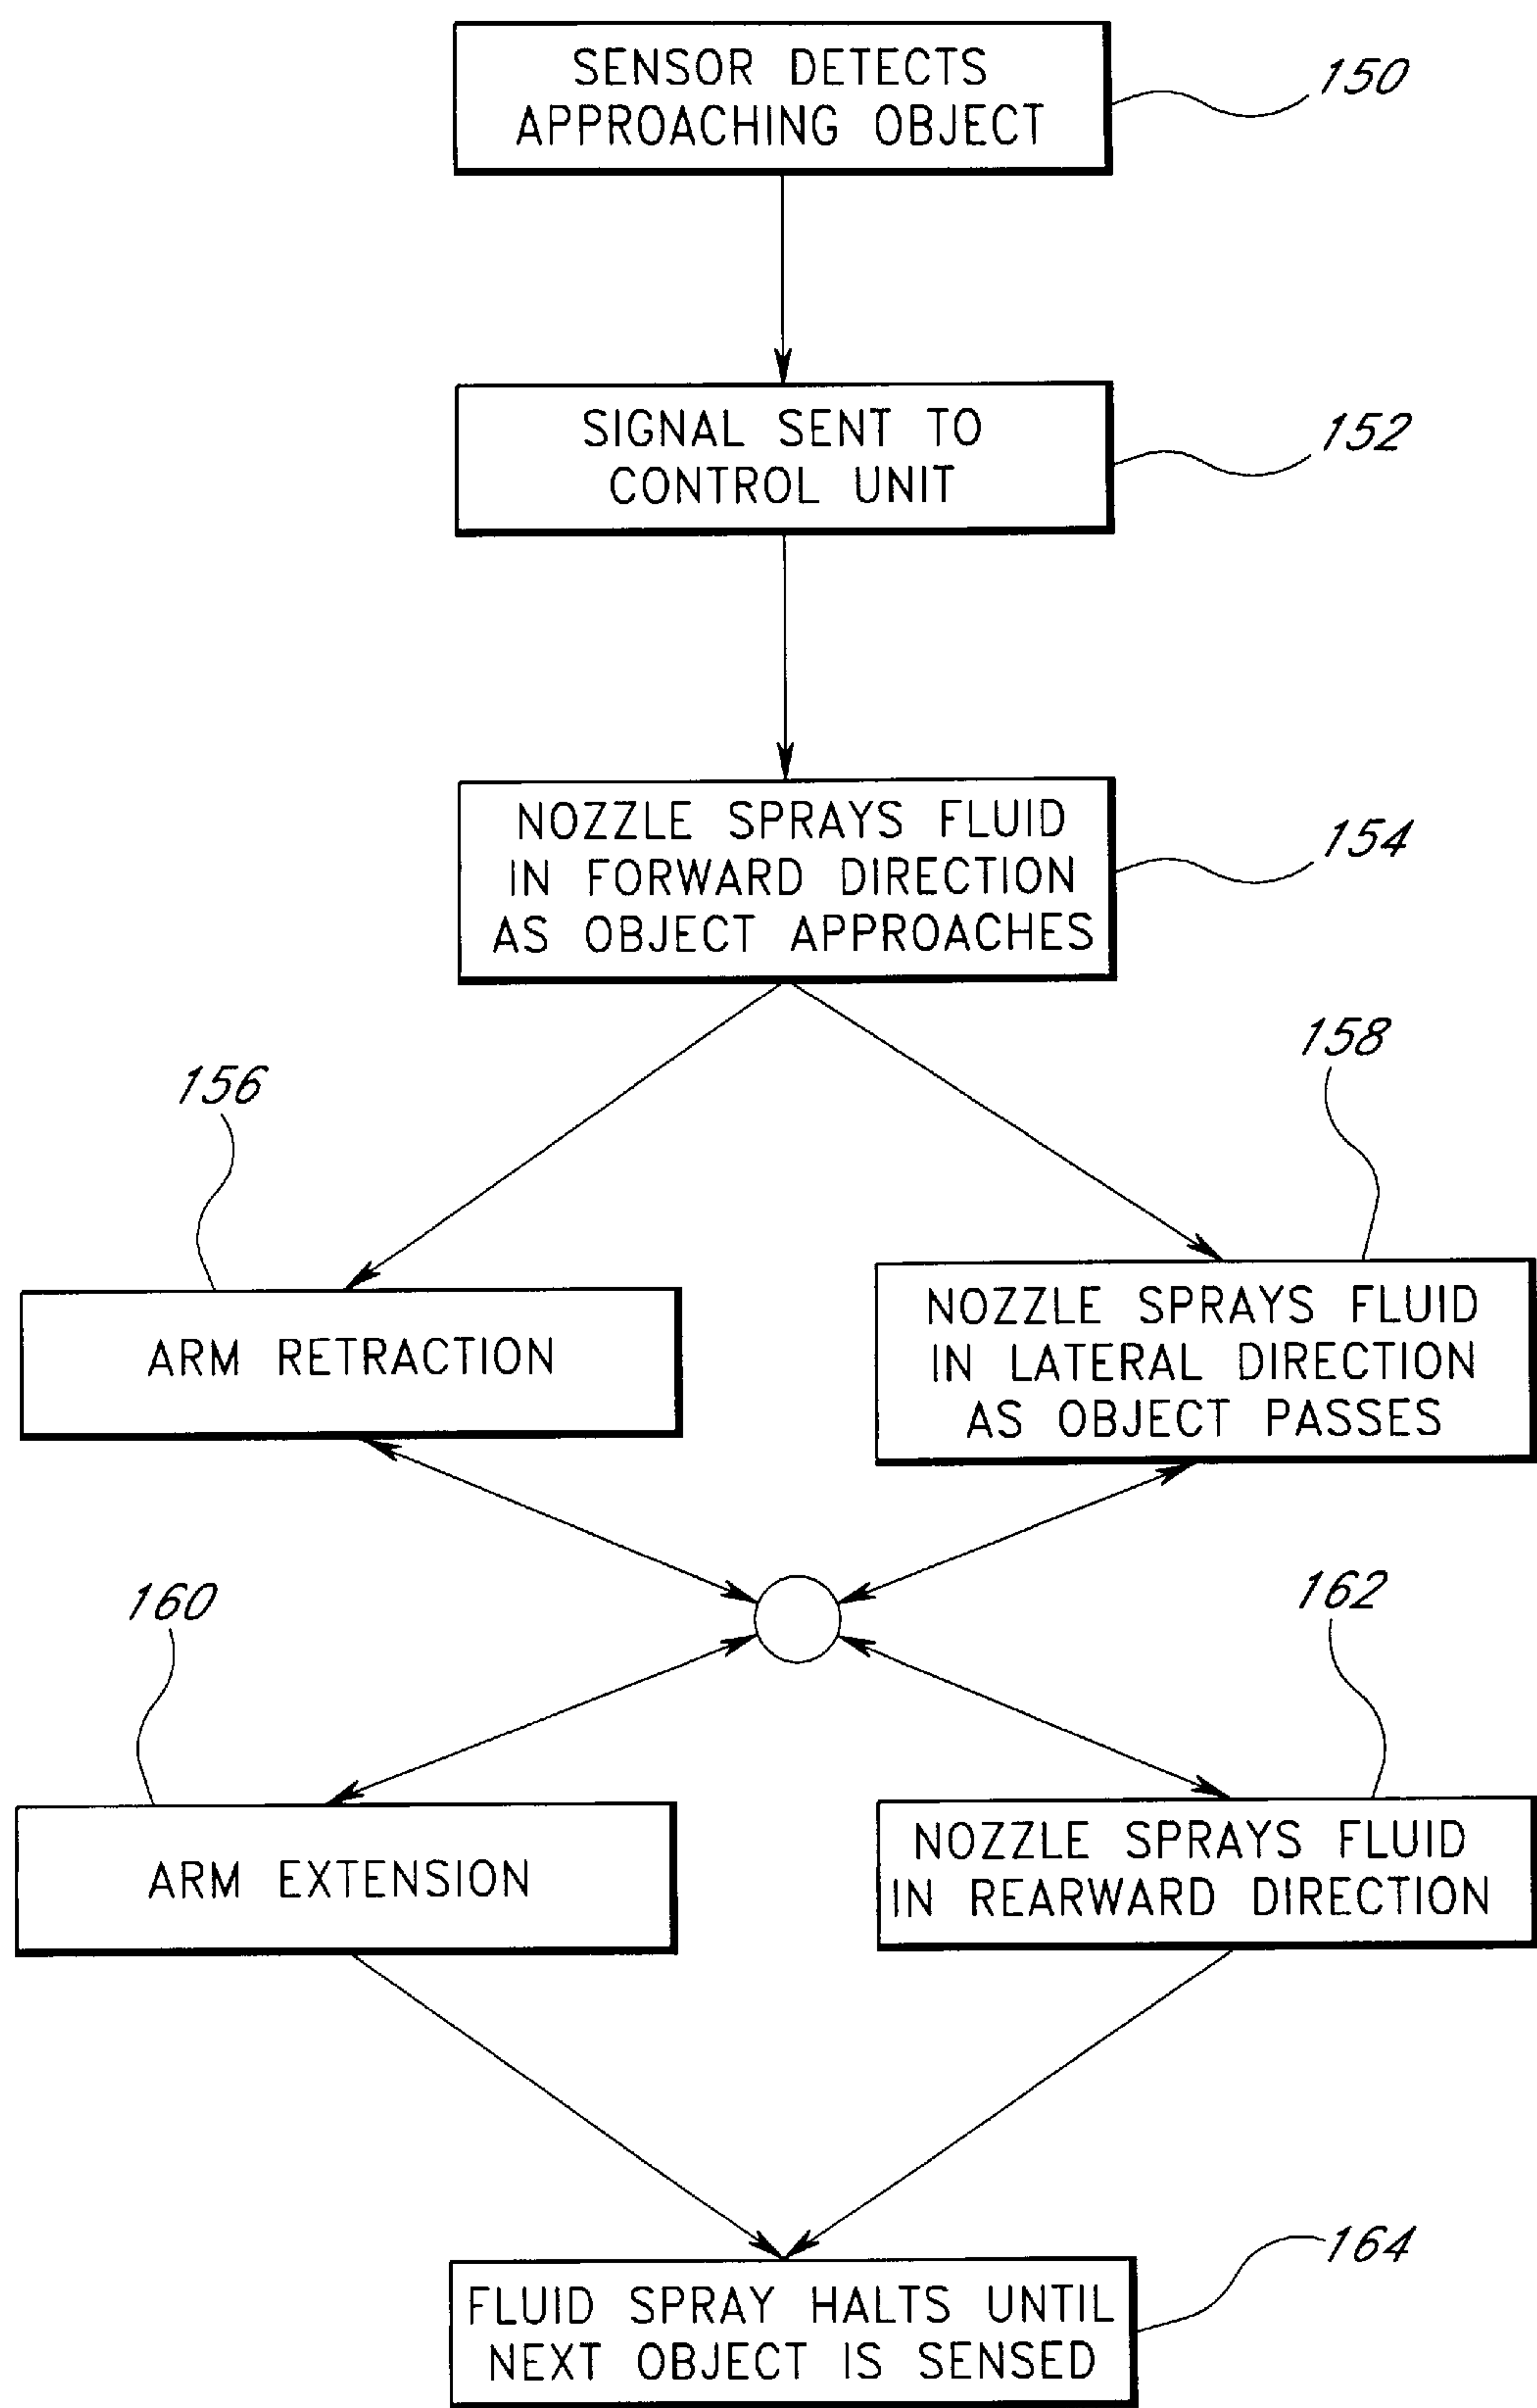 SENSOR DETECTS
APPROACHING OBJECT
150
SIGNAL SENT TO
CONTROL UNIT
152
NOZZLE SPRAYS FLUID
IN FORWARD DIRECTION
AS OBJECT APPROACHES
154
156
ARM RETRACTION
158
NOZZLE SPRAYS FLUID
IN LATERAL DIRECTION
AS OBJECT PASSES
160
ARM EXTENSION
162
NOZZLE SPRAYS FLUID
IN REARWARD DIRECTION
FLUID SPRAY HALTS UNTIL
NEXT OBJECT IS SENSED
164